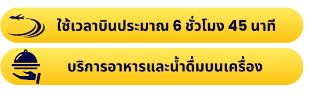 ใช้เวลาบินประมาณ 6 ชั่วโมง 45 นาที
บริการอาหารและน้ำดื่มบนเครื่อง